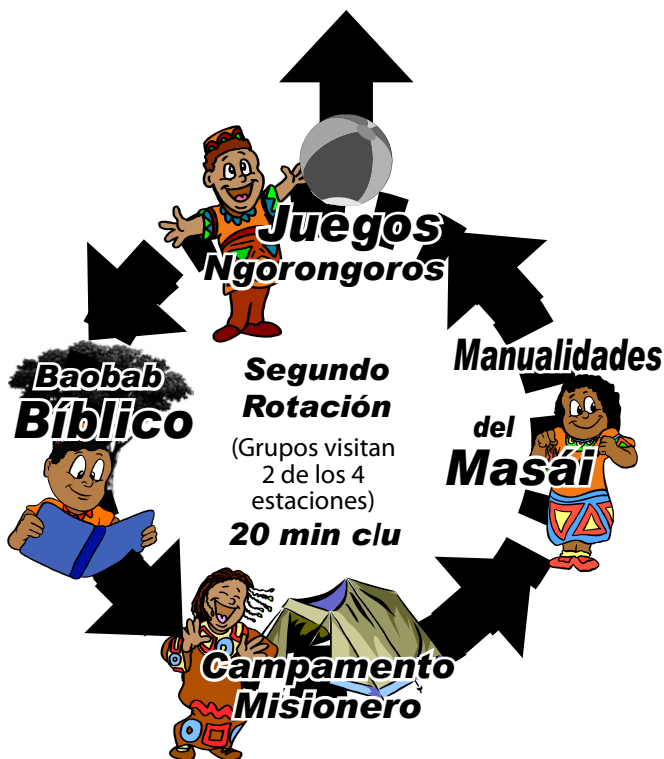 Juegos
Ngorongoros
Baobab
Bíblico
Segundo
Rotación
(Grupos visitan
2 de los 4
estaciones)
20 min c/u
Manualidades
del
Masái
Campamento
Misionero